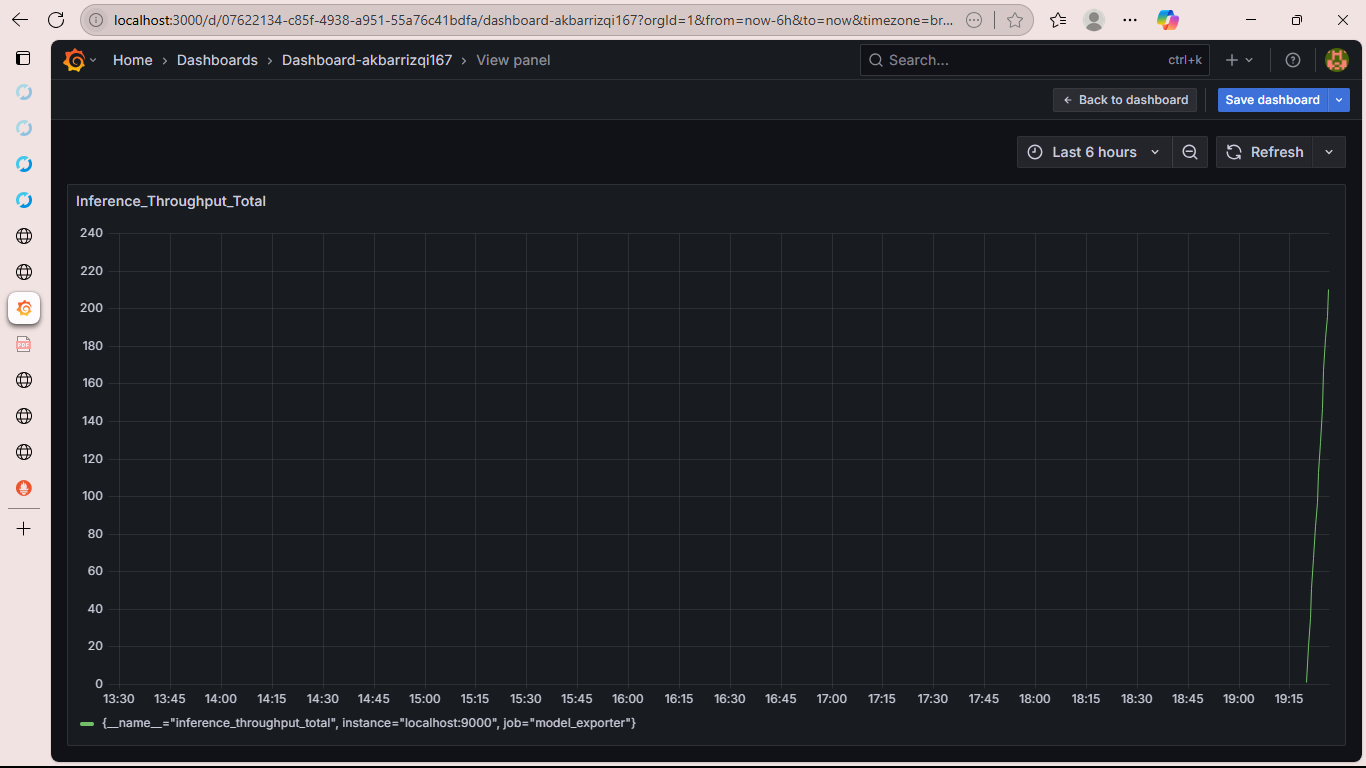 localhost:3000/d/07622134-c85f-4938-a951-55a76c41bdfa/dashboard-akbarrizqi167?orgId=1&from=now-6h&to=now&timezone=br...
Home › Dashboards › Dashboard-akbarrizqi167 › View panel
Search... ctrl+k
Back to dashboard
Save dashboard
Last 6 hours
Refresh
Inference_Throughput_Total
240
220
200
180
160
140
120
100
80
60
40
20
0
13:30 13:45 14:00 14:15 14:30 14:45 15:00 15:15 15:30 15:45 16:00 16:15 16:30 16:45 17:00 17:15 17:30 17:45 18:00 18:15 18:30 18:45 19:00 19:15
{__name__="inference_throughput_total", instance="localhost:9000", job="model_exporter"}
PDF